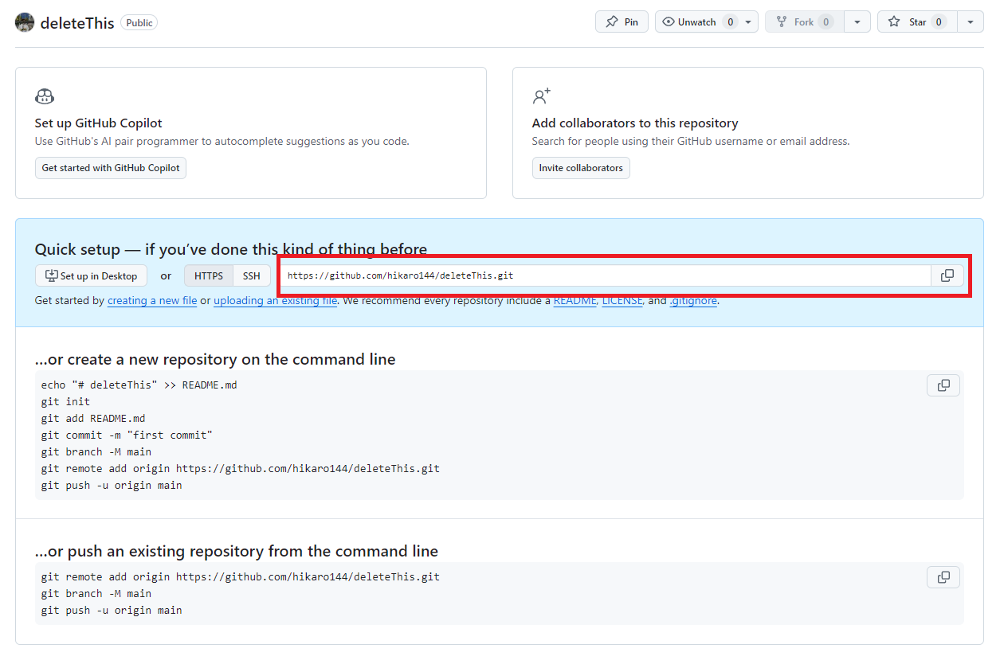 deleteThis Public Pin Unwatch 0 Fork 0 Star 0
Set up GitHub Copilot
Use GitHub's AI pair programmer to autocomplete suggestions as you code.
Get started with GitHub Copilot
Add collaborators to this repository
Search for people using their GitHub username or email address.
Invite collaborators
Quick setup — if you’ve done this kind of thing before
Set up in Desktop or HTTPS SSH https://github.com/hikaro144/deleteThis.git
Get started by creating a new file or uploading an existing file. We recommend every repository include a README, LICENSE, and .gitignore.
…or create a new repository on the command line
echo "# deleteThis" >> README.md
git init
git add README.md
git commit -m "first commit"
git branch -M main
git remote add origin https://github.com/hikaro144/deleteThis.git
git push -u origin main
…or push an existing repository from the command line
git remote add origin https://github.com/hikaro144/deleteThis.git
git branch -M main
git push -u origin main